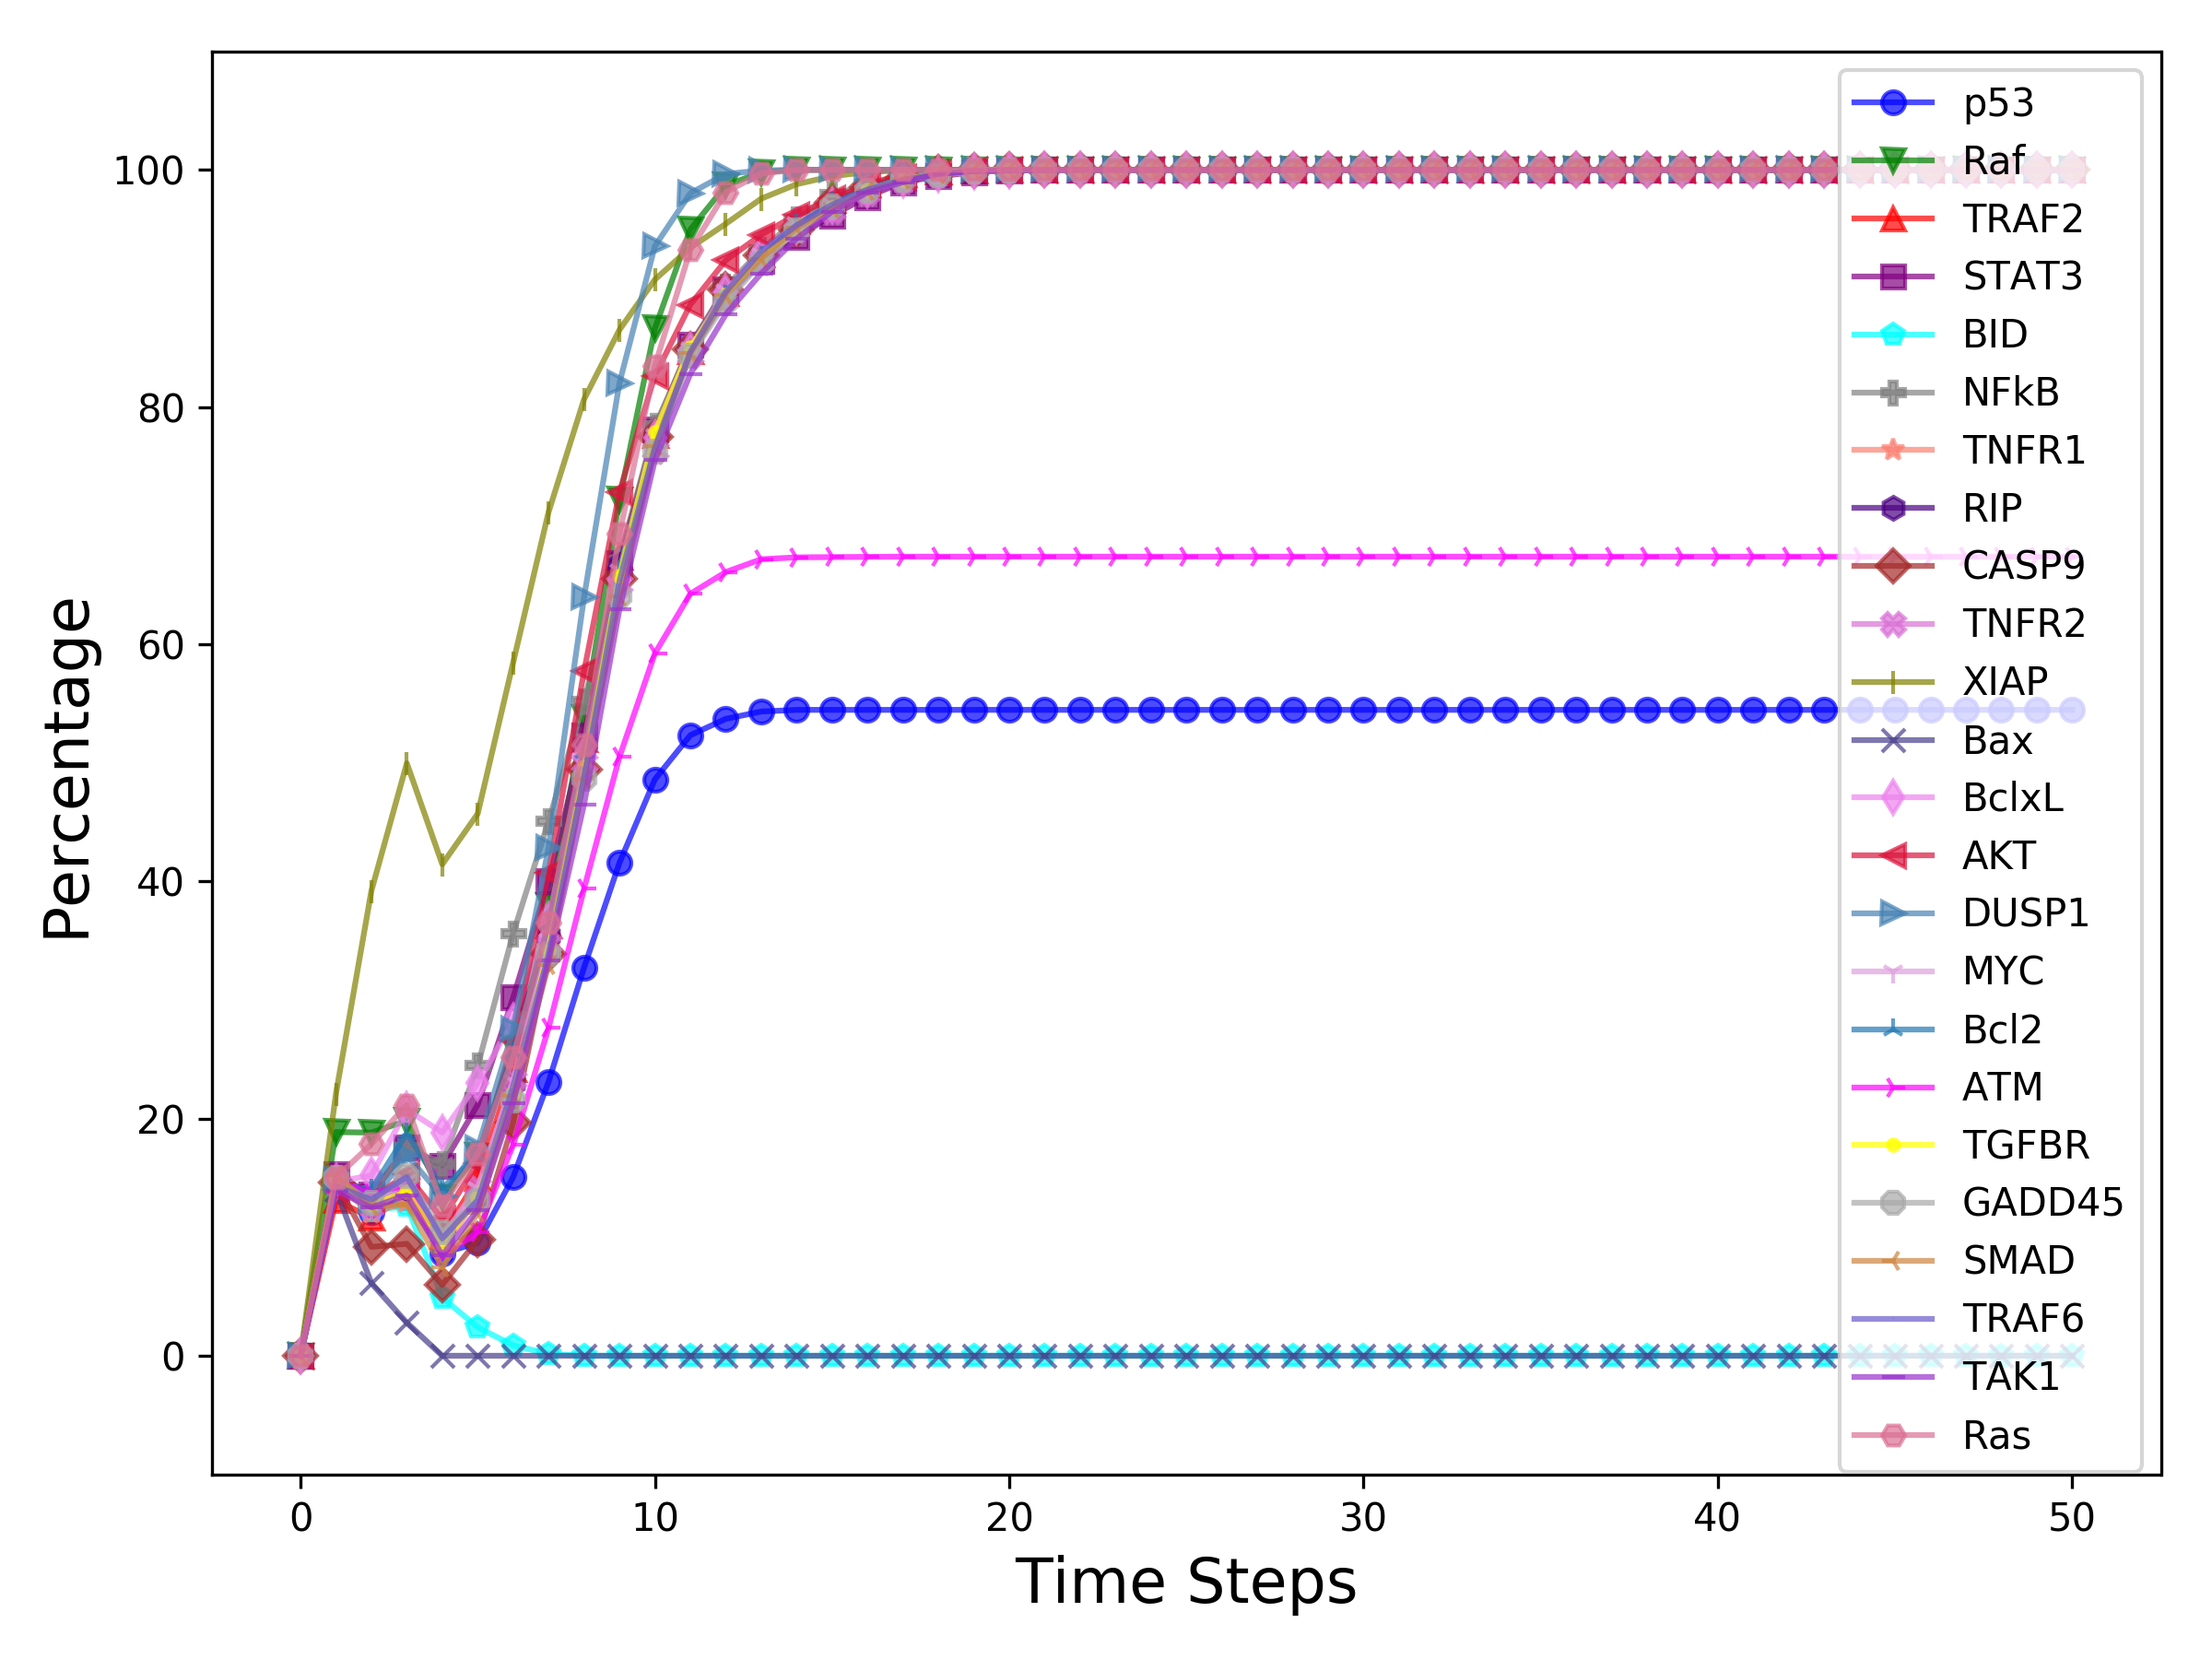 100
80
60
40
20
0
Percentage
0 10 20 30 40 50
Time Steps
p53
Raf
TRAF2
STAT3
BID
NFkB
TNFR1
RIP
CASP9
TNFR2
XIAP
Bax
BclxL
AKT
DUSP1
MYC
Bcl2
ATM
TGFBR
GADD45
SMAD
TRAF6
TAK1
Ras